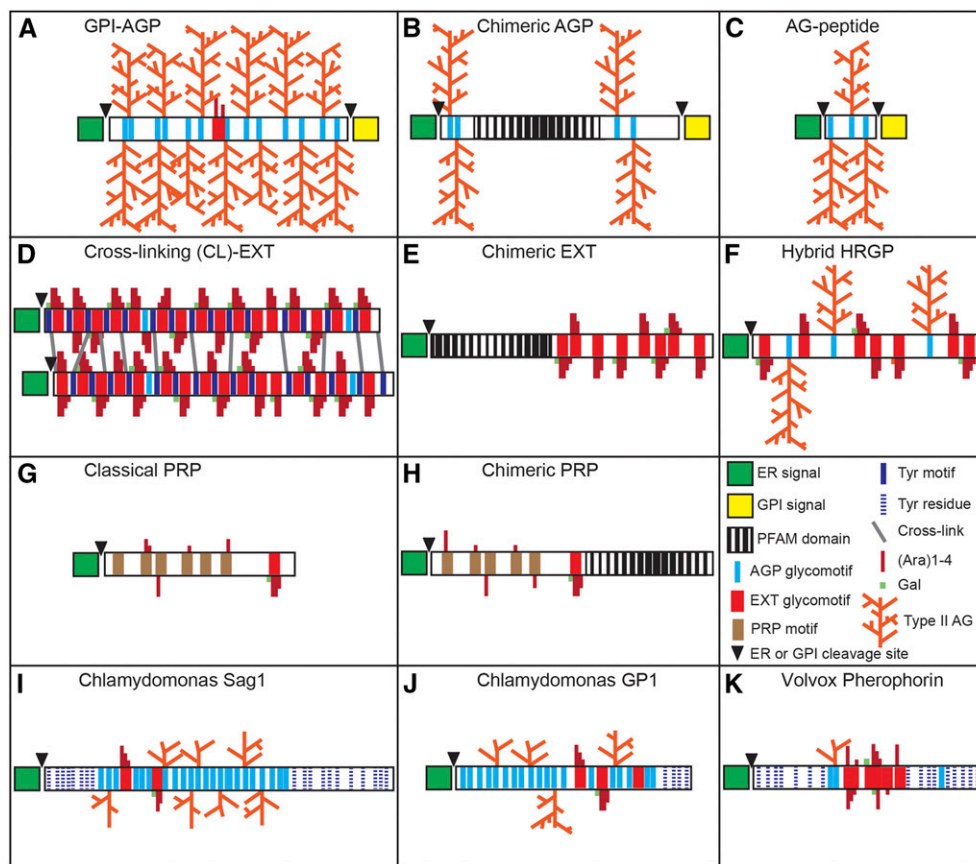 A GPI-AGP
B Chimeric AGP
C AG-peptide
D Cross-linking (CL)-EXT
E Chimeric EXT
F Hybrid HRGP
G Classical PRP
H Chimeric PRP
ER signal
GPI signal
PFAM domain
AGP glycomotif
EXT glycomotif
PRP motif
ER or GPI cleavage site
Tyr motif
Tyr residue
Cross-link
(Ara)1-4
Gal
Type II AG
I Chlamydomonas Sag1
J Chlamydomonas GP1
K Volvox Pherophorin